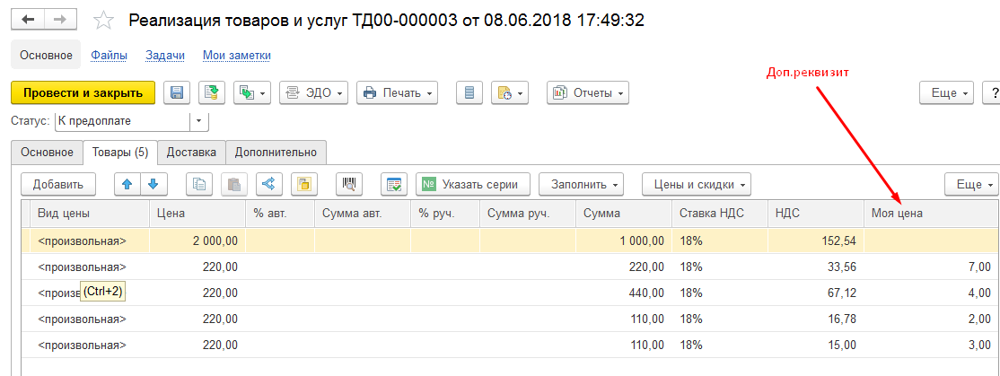 Реализация товаров и услуг ТД00-000003 от 08.06.2018 17:49:32
Основное Файлы Задачи Мои заметки
Доп.реквизит
Провести и закрыть ЭДО Печать Отчеты Еще ?
Статус: К предоплате
Основное Товары (5) Доставка Дополнительно
Добавить № Указать серии Заполнить Цены и скидки Еще
Вид цены Цена % авт. Сумма авт. % руч. Сумма руч. Сумма Ставка НДС НДС Моя цена
<произвольная> 2 000,00 1 000,00 18% 152,54
<произвольная> 220,00 220,00 18% 33,56 7,00
<произв (Ctrl+2) 220,00 440,00 18% 67,12 4,00
<произвольная> 220,00 110,00 18% 16,78 2,00
<произвольная> 220,00 110,00 18% 15,00 3,00